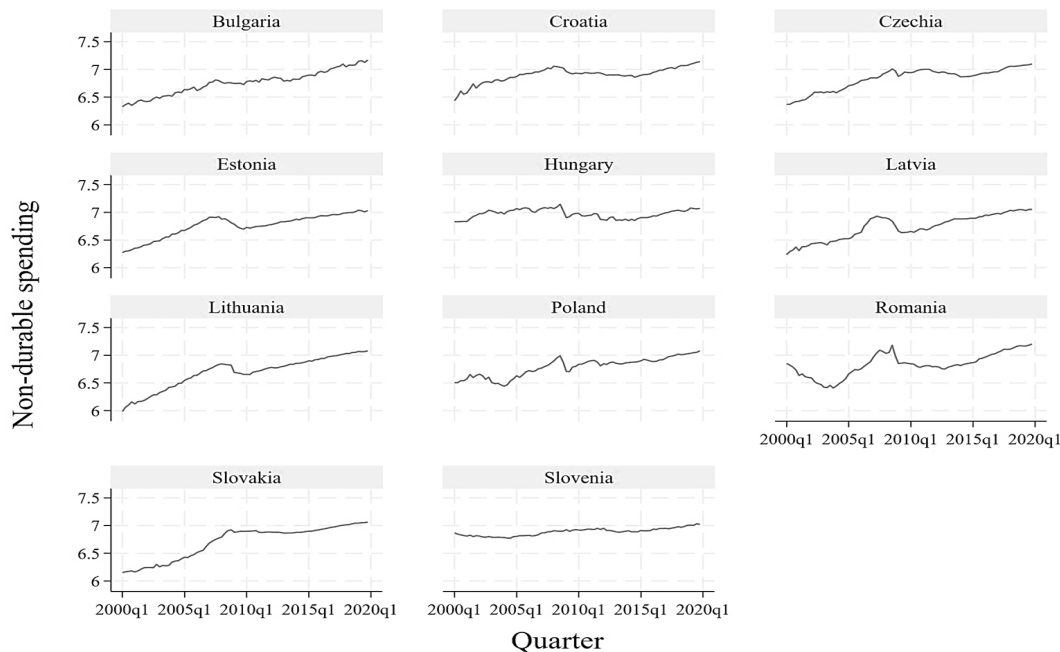 Bulgaria
Croatia
Czechia
7.5
7
6.5
6
Estonia
Hungary
Latvia
7.5
7
6.5
6
Lithuania
Poland
Romania
7.5
7
6.5
6
2000q1 2005q1 2010q1 2015q1 2020q1
Slovakia
Slovenia
7.5
7
6.5
6
2000q1 2005q1 2010q1 2015q1 2020q1
2000q1 2005q1 2010q1 2015q1 2020q1
Non-durable spending
Quarter